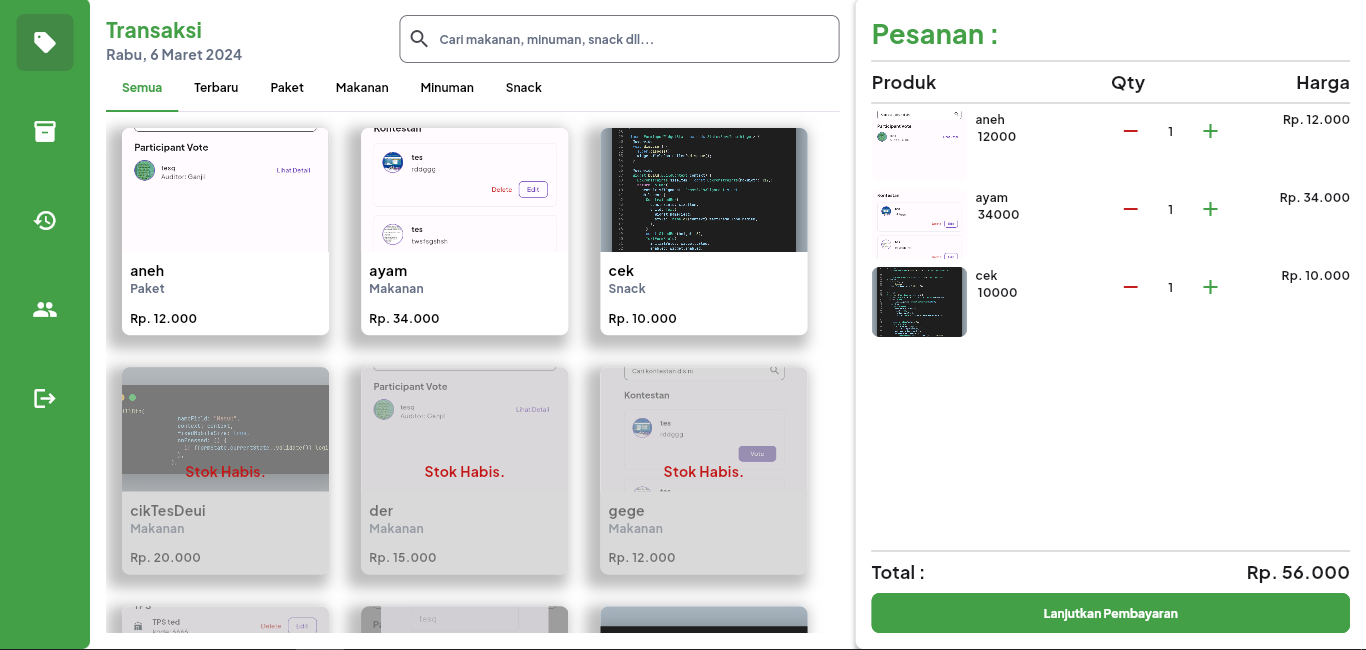 Transaksi
Rabu, 6 Maret 2024
Cari makanan, minuman, snack dll...
Semua Terbaru Paket Makanan Minuman Snack
Participant Vote
tesq
Auditor: Ganji
Lihat Detail
aneh
Paket
Rp. 12.000
Kontestan
tes
rddggg
Delete Edit
tes
twsfsgshsh
ayam
Makanan
Rp. 34.000
cek
Snack
Rp. 10.000
Stok Habis.
cikTesDeui
Makanan
Rp. 20.000
Participant Vote
tesq
Auditor: Ganji
Lihat Detail
Stok Habis.
der
Makanan
Rp. 15.000
Cari kontestan disini
Kontestan
tes
rddggg
Vote
Stok Habis.
gege
Makanan
Rp. 12.000
TPS ted
kode: 6666
Delete Edit
tesq
Pesanan :
Produk Qty Harga
aneh
12000
1
Rp. 12.000
ayam
34000
1
Rp. 34.000
cek
10000
1
Rp. 10.000
Total : Rp. 56.000
Lanjutkan Pembayaran